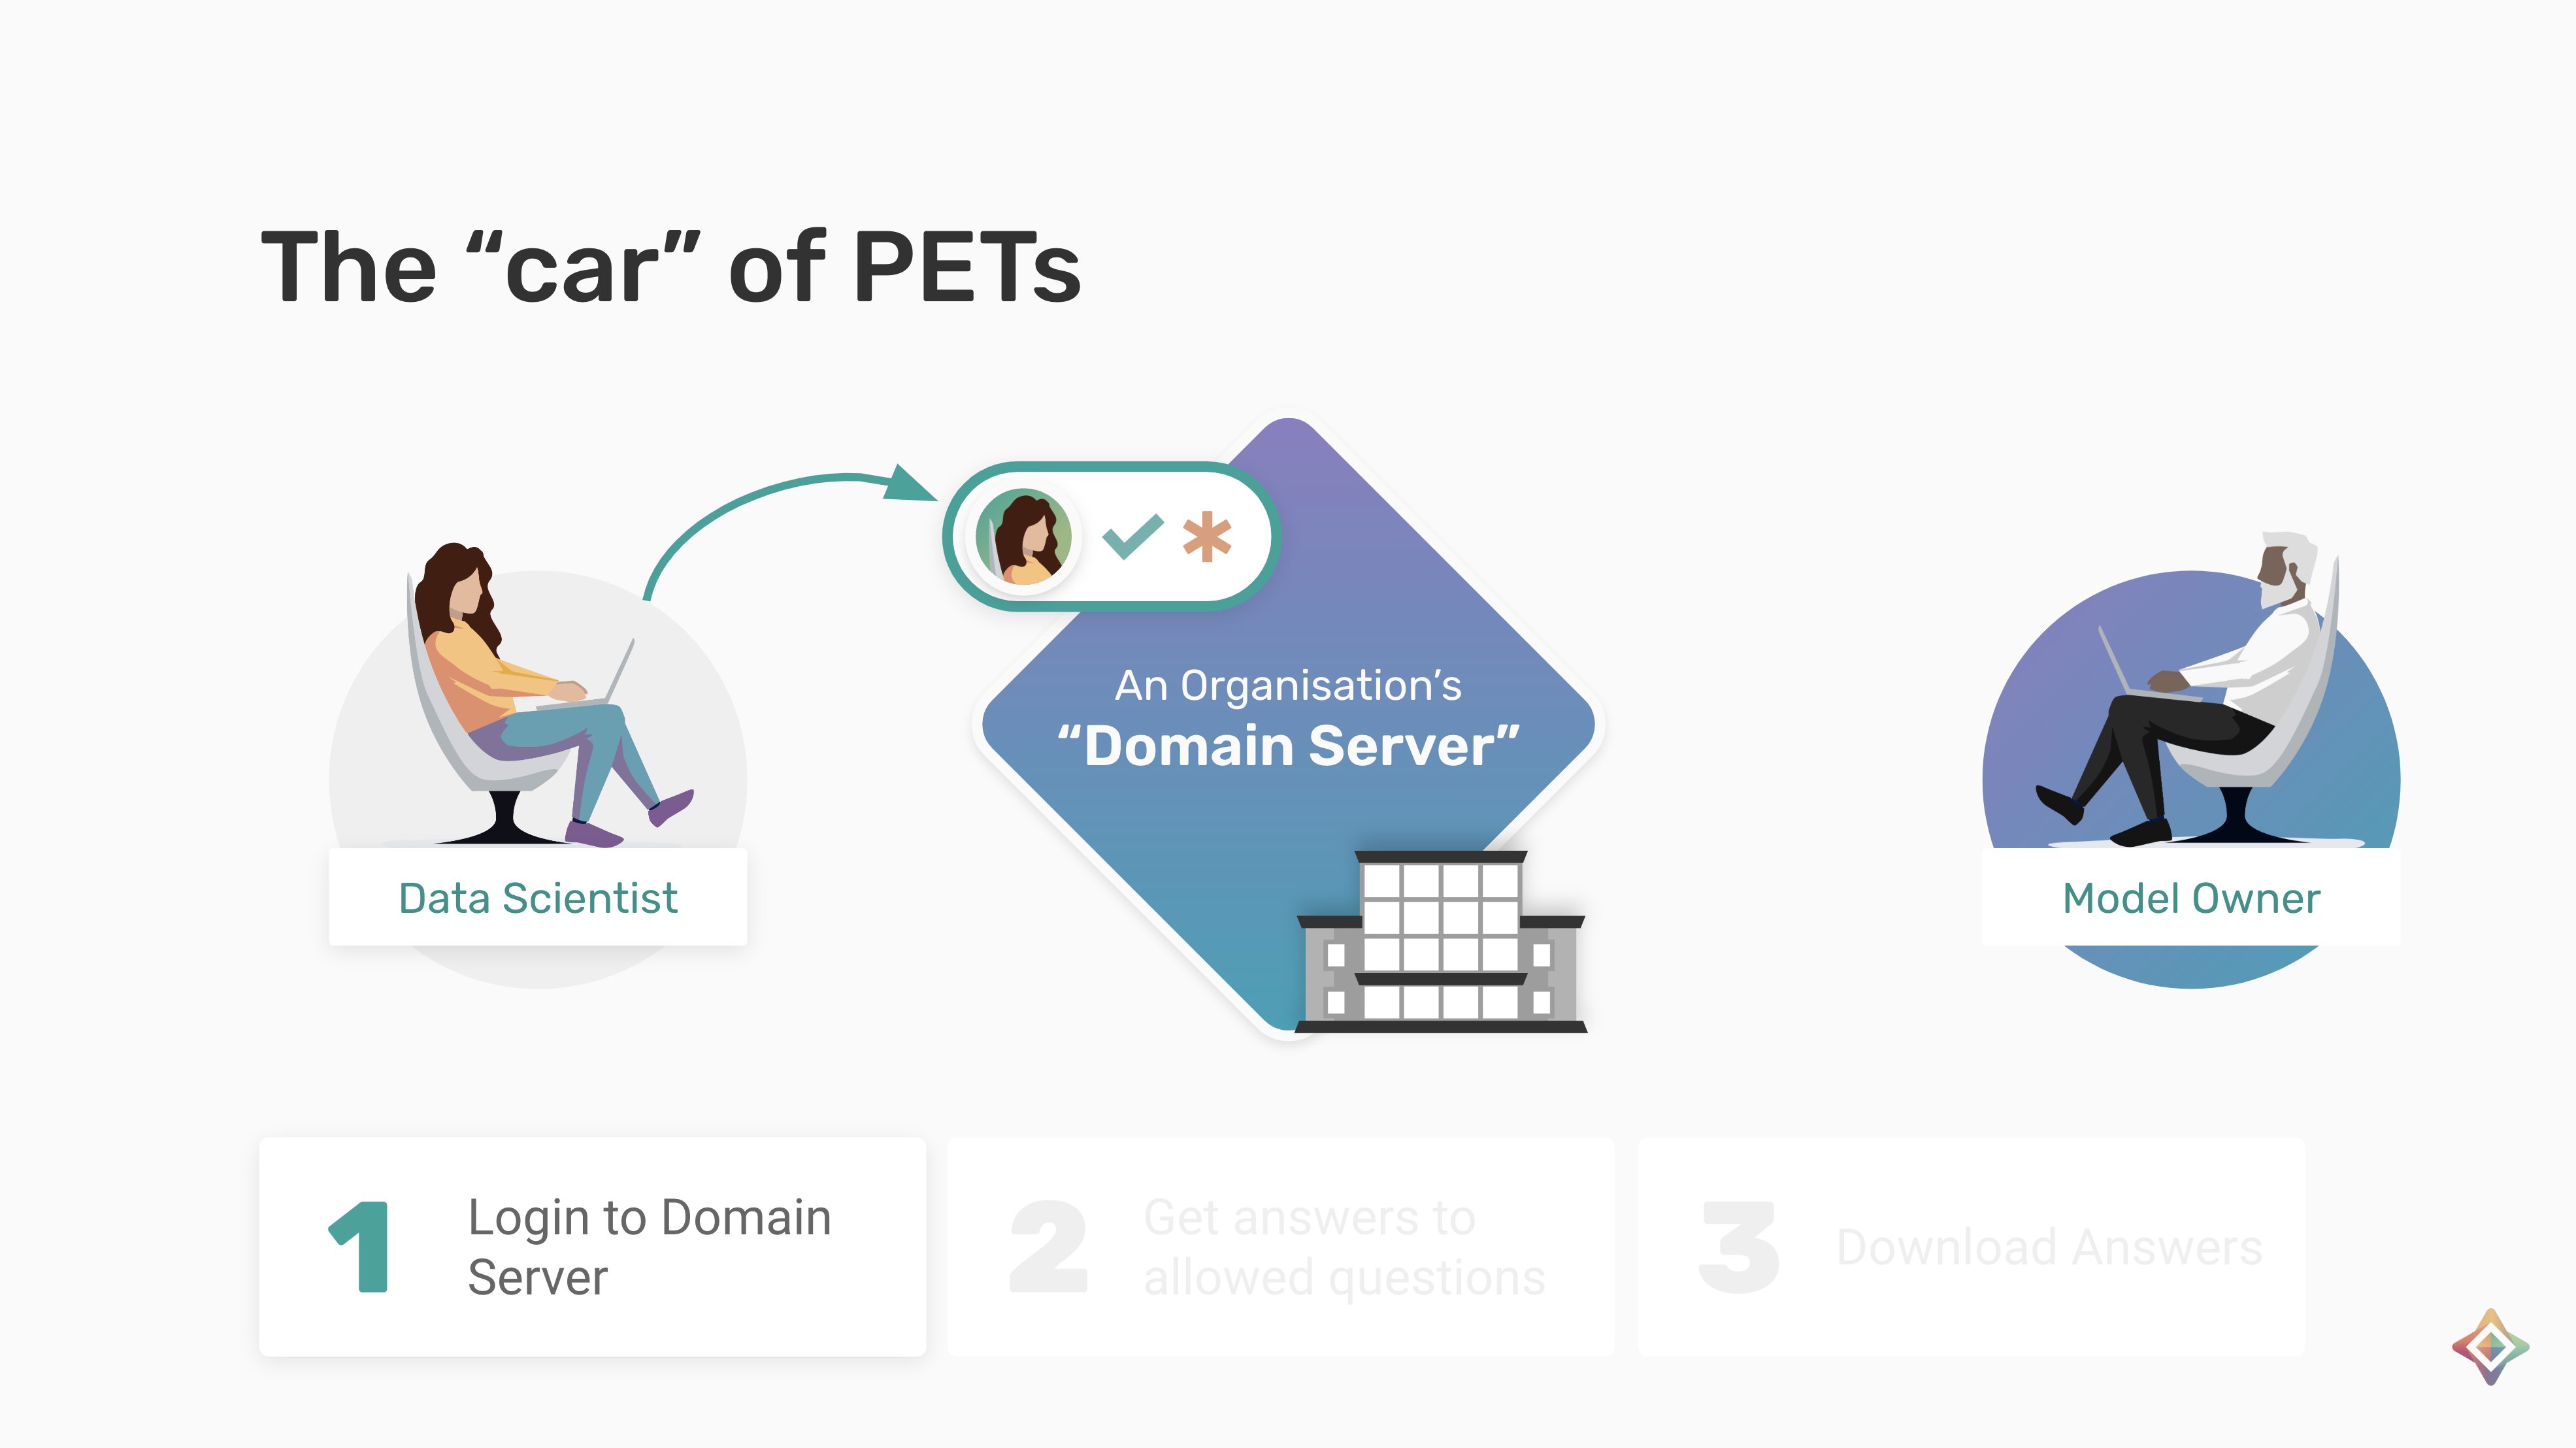 The “car” of PETs
An Organisation’s
“Domain Server”
Data Scientist
Model Owner
1
Login to Domain
Server
2
Get answers to
allowed questions
3
Download Answers